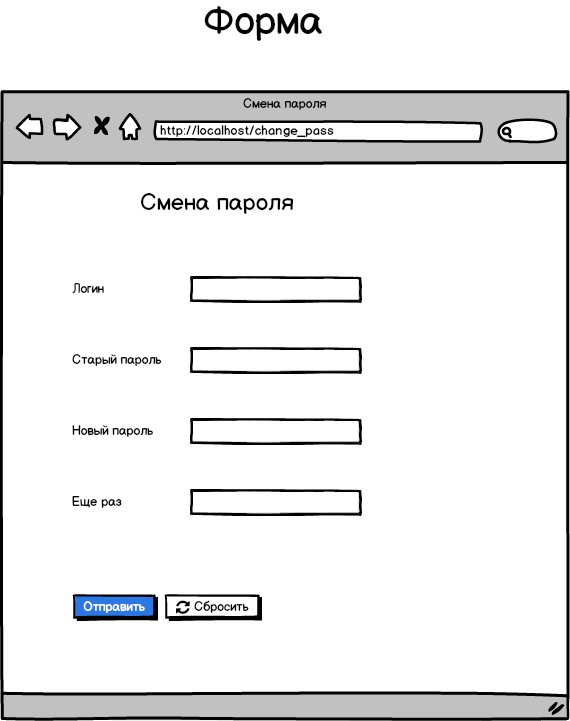 Форма
Смена пароля
http://localhost/change_pass
Смена пароля
Логин
Старый пароль
Новый пароль
Еще раз
Отправить
Сбросить